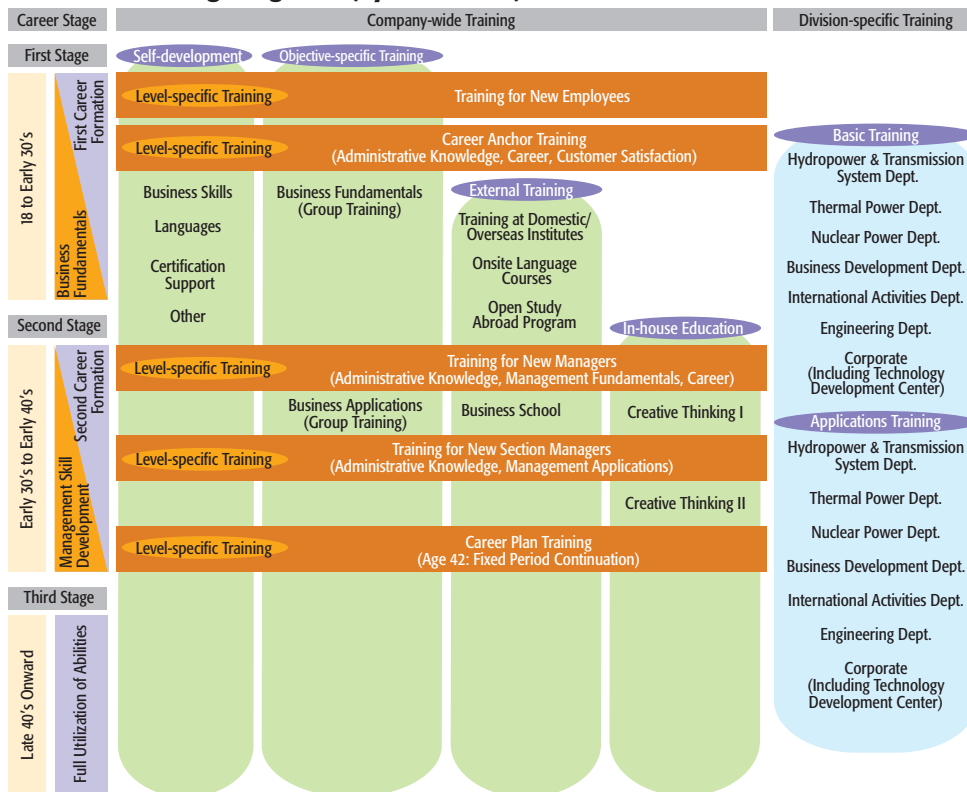 Career Stage
Company-wide Training
Division-specific Training
First Stage
Self-development
Objective-specific Training
18 to Early 30's
First Career
Formation
Business
Fundamentals
Level-specific Training
Training for New Employees
Level-specific Training
Career Anchor Training
(Administrative Knowledge, Career, Customer Satisfaction)
Business Skills
Languages
Certification
Support
Other
Business Fundamentals
(Group Training)
External Training
Training at Domestic/
Overseas Institutes
Onsite Language
Courses
Open Study
Abroad Program
In-house Education
Second Stage
Early 30's to Early 40's
Second Career
Formation
Management Skill
Development
Level-specific Training
Training for New Managers
(Administrative Knowledge, Management Fundamentals, Career)
Business Applications
(Group Training)
Business School
Creative Thinking I
Level-specific Training
Training for New Section Managers
(Administrative Knowledge, Management Applications)
Creative Thinking II
Level-specific Training
Career Plan Training
(Age 42: Fixed Period Continuation)
Third Stage
Late 40's Onward
Full Utilization of Abilities
Basic Training
Hydropower & Transmission
System Dept.
Thermal Power Dept.
Nuclear Power Dept.
Business Development Dept.
International Activities Dept.
Engineering Dept.
Corporate
(Including Technology
Development Center)
Applications Training
Hydropower & Transmission
System Dept.
Thermal Power Dept.
Nuclear Power Dept.
Business Development Dept.
International Activities Dept.
Engineering Dept.
Corporate
(Including Technology
Development Center)